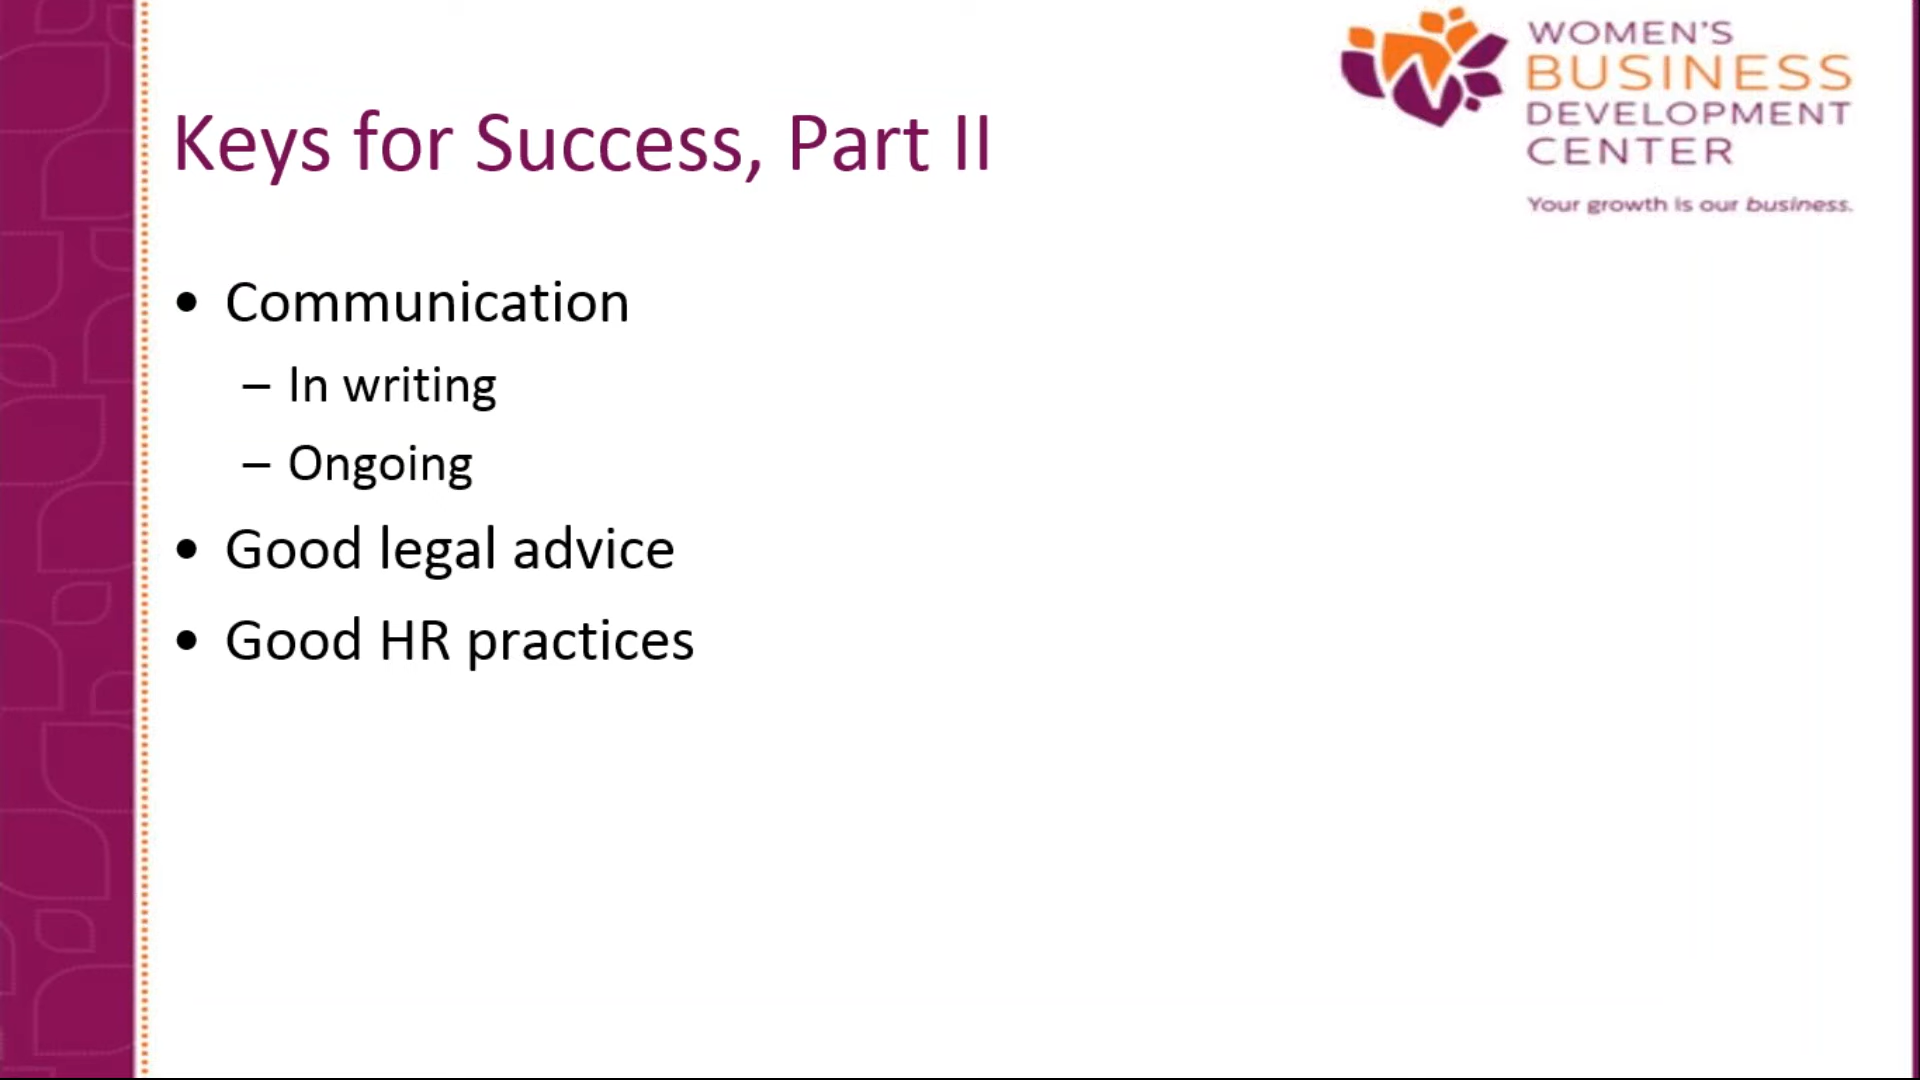 WOMEN'S
BUSINESS
DEVELOPMENT
CENTER
Your growth is our business.
Keys for Success, Part II
• Communication
– In writing
– Ongoing
• Good legal advice
• Good HR practices